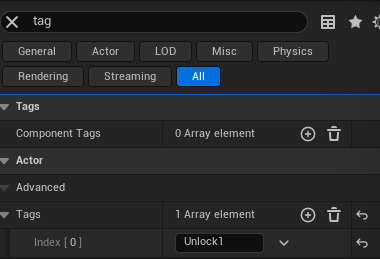 tag
General Actor LOD Misc Physics
Rendering Streaming All
Tags
Component Tags 0 Array element
Actor
Advanced
Tags 1 Array element
Index [ 0 ] Unlock1